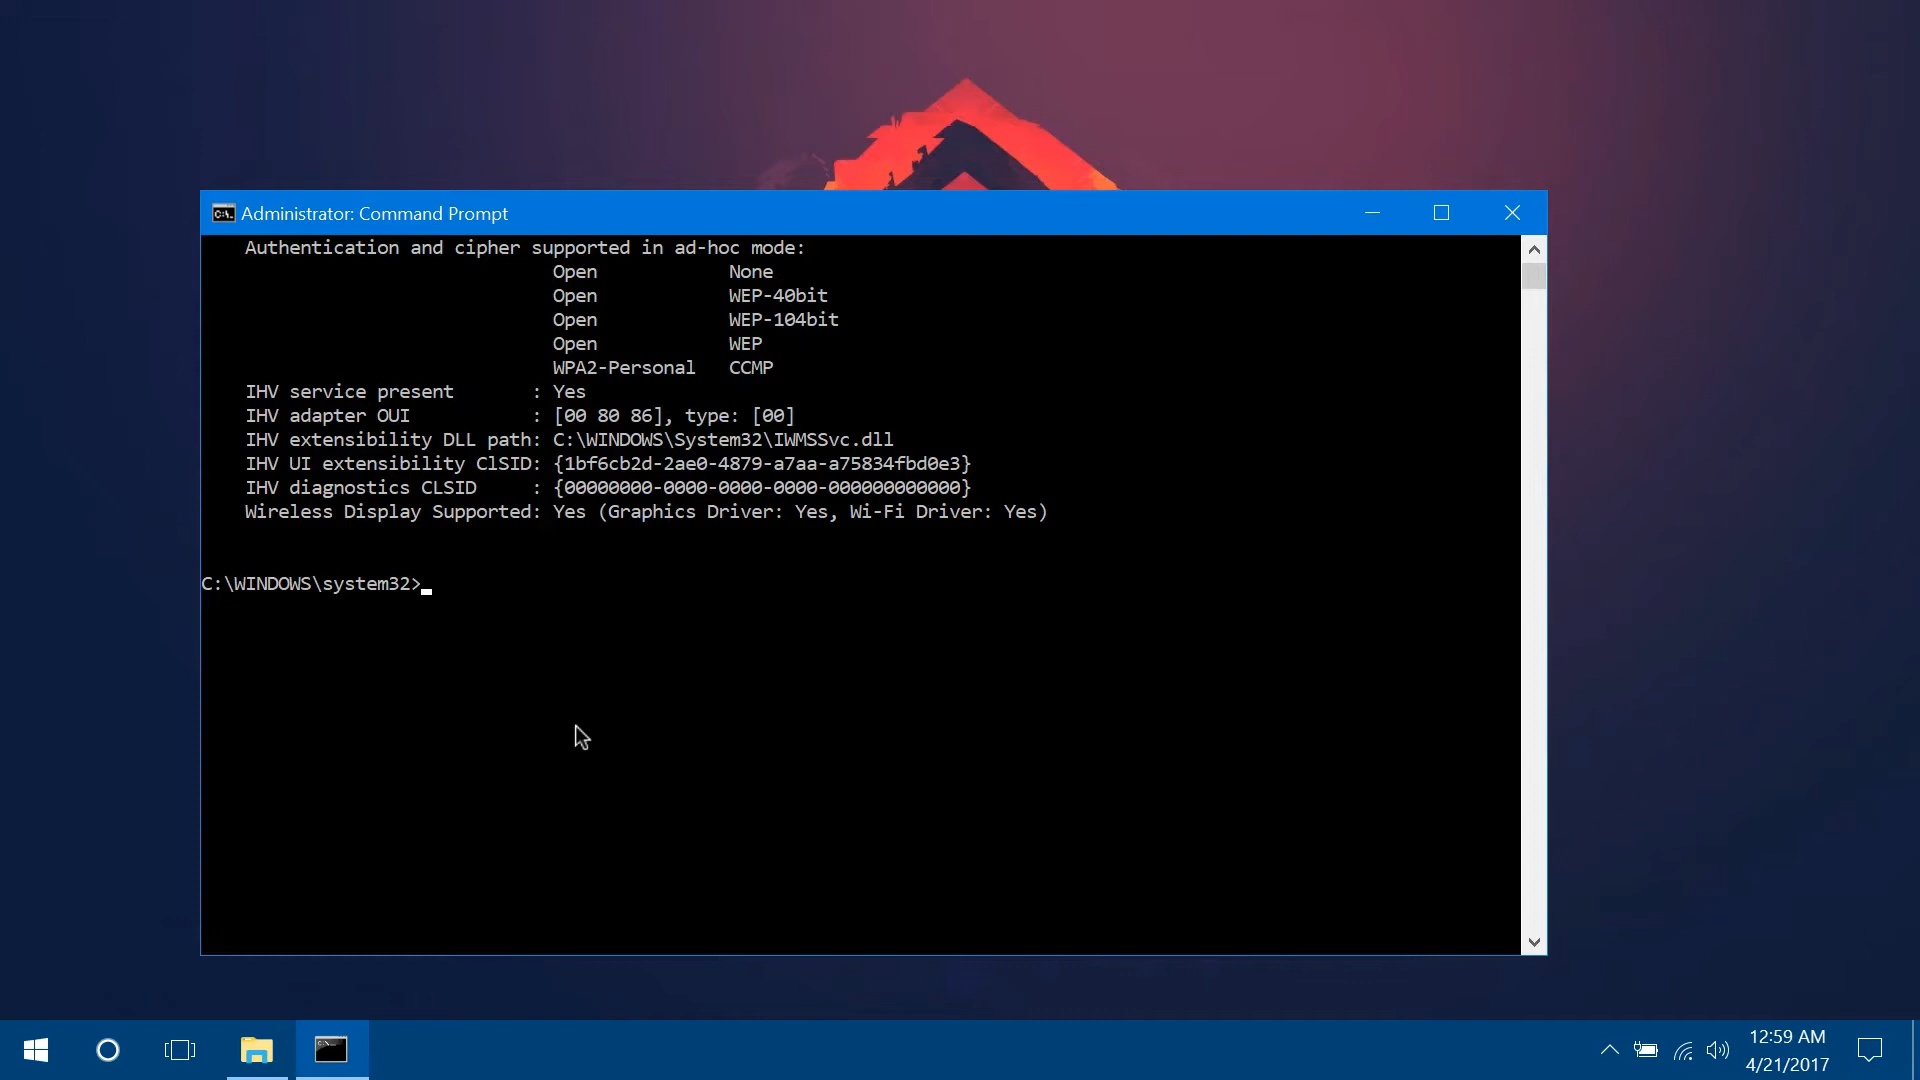 Administrator: Command Prompt
Authentication and cipher supported in ad-hoc mode:
Open None
Open WEP-40bit
Open WEP-104bit
Open WEP
WPA2-Personal CCMP
IHV service present : Yes
IHV adapter OUI : [00 80 86], type: [00]
IHV extensibility DLL path: C:\WINDOWS\System32\IWMSSvc.dll
IHV UI extensibility ClSID: {1bf6cb2d-2ae0-4879-a7aa-a75834fbd0e3}
IHV diagnostics CLSID : {00000000-0000-0000-0000-000000000000}
Wireless Display Supported: Yes (Graphics Driver: Yes, Wi-Fi Driver: Yes)
C:\WINDOWS\system32>
12:59 AM
4/21/2017